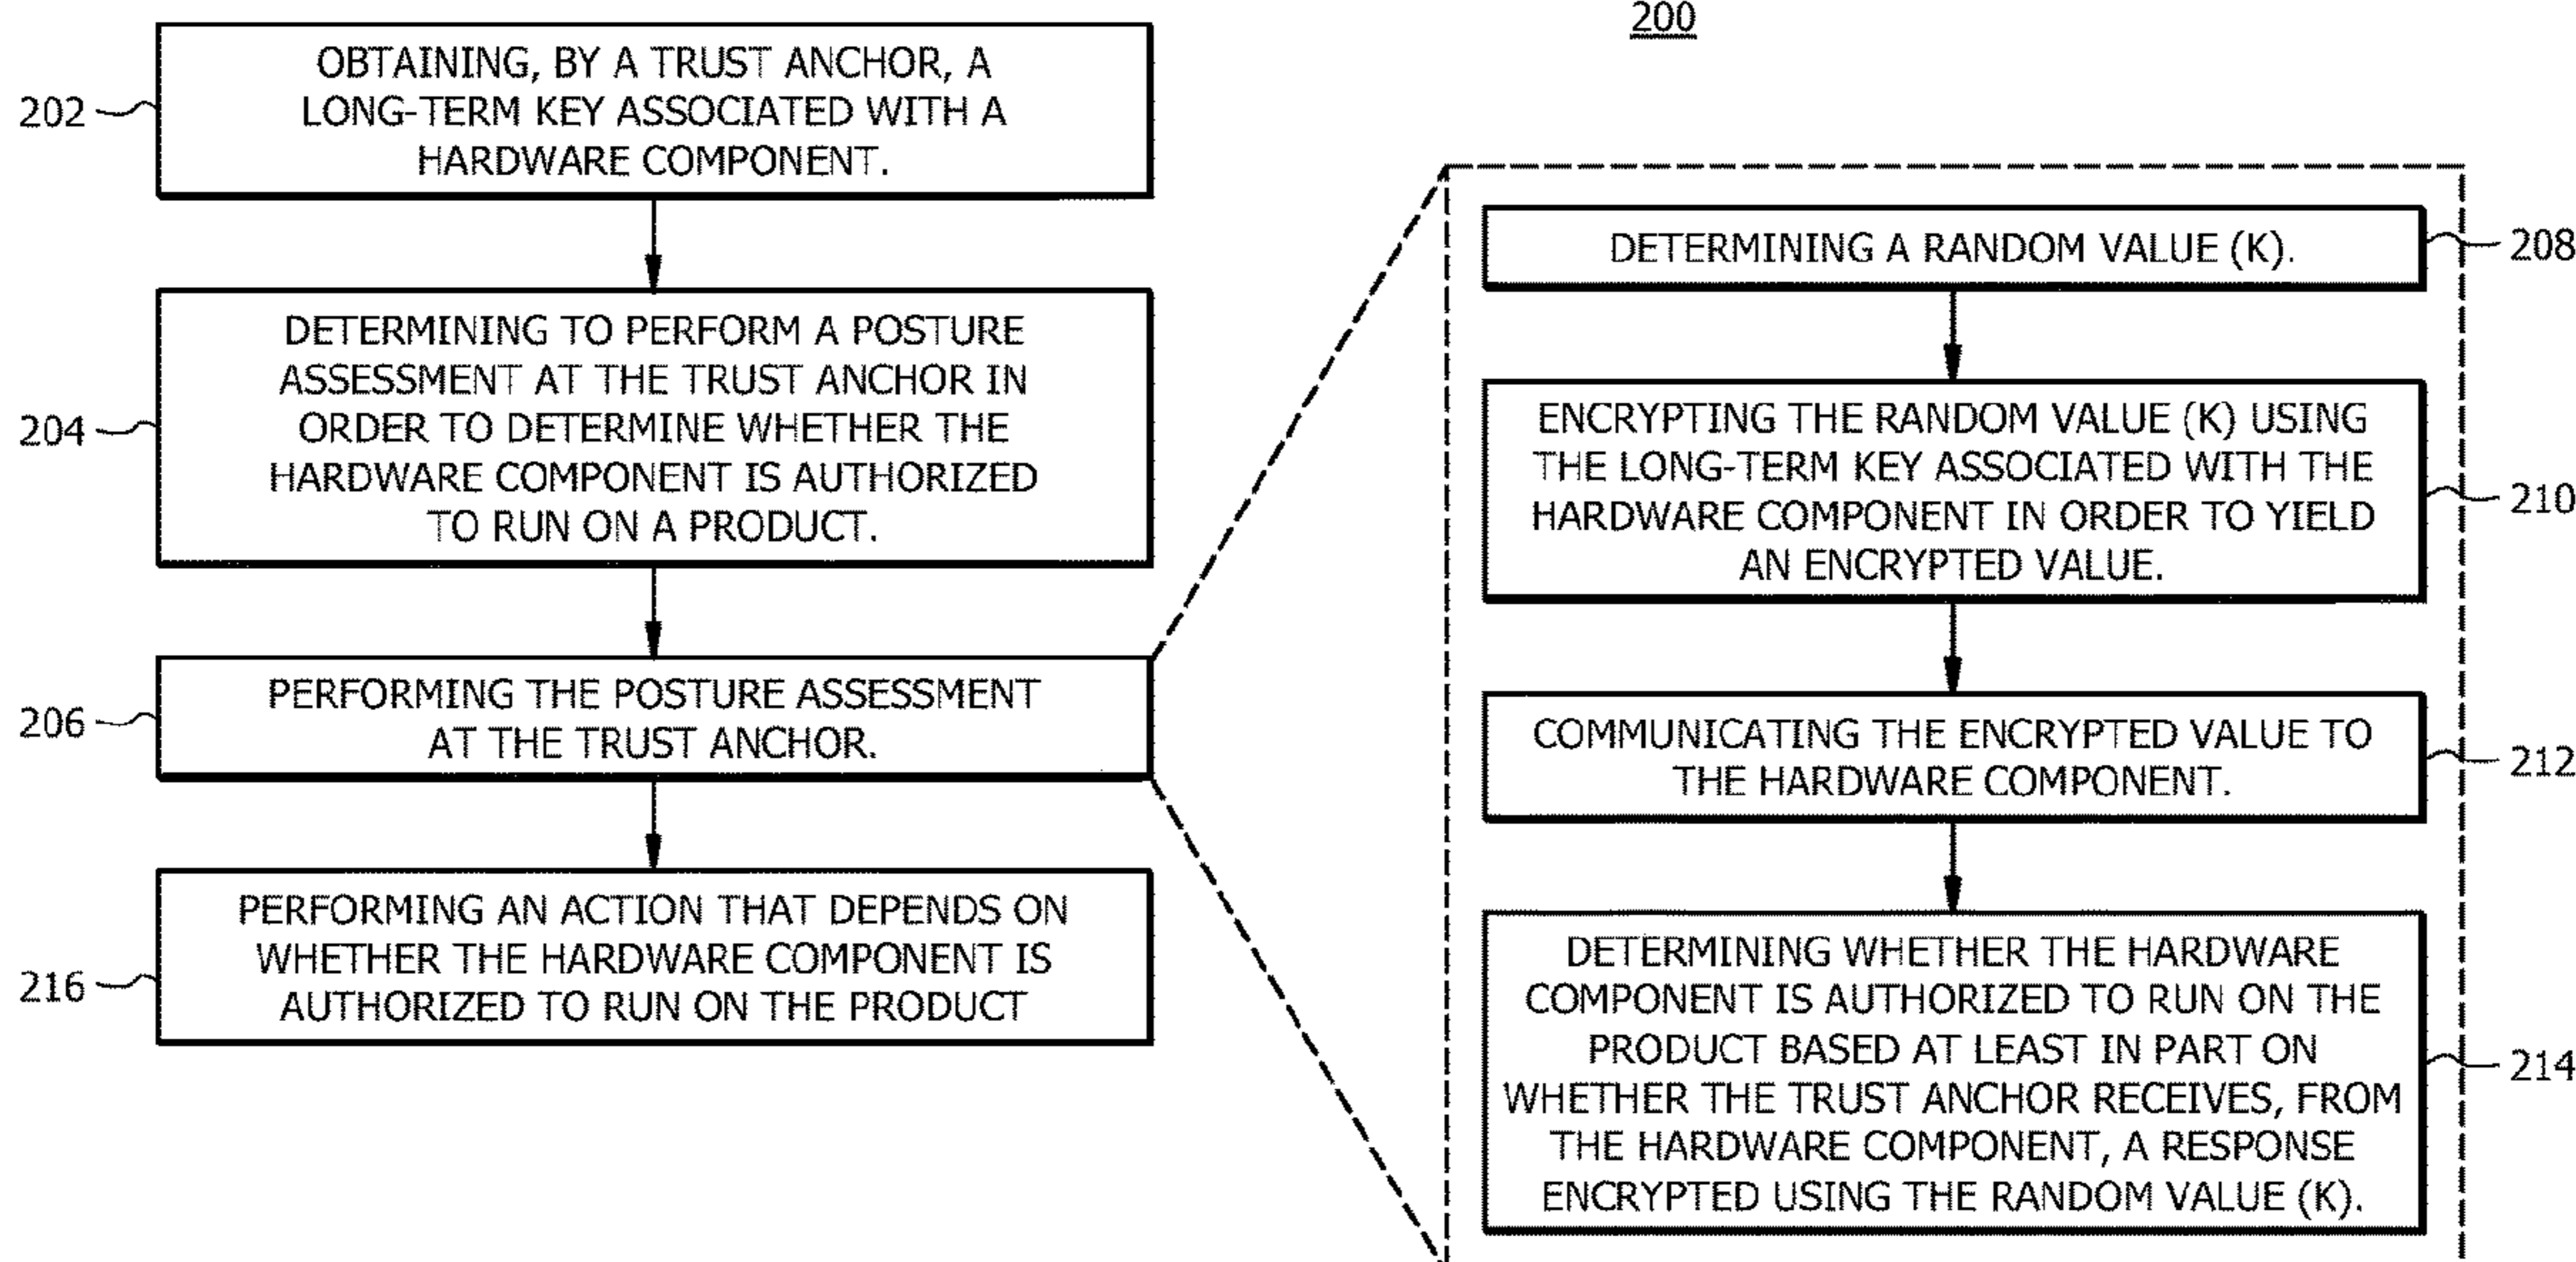 200
202
OBTAINING, BY A TRUST ANCHOR, A
LONG-TERM KEY ASSOCIATED WITH A
HARDWARE COMPONENT.
204
DETERMINING TO PERFORM A POSTURE
ASSESSMENT AT THE TRUST ANCHOR IN
ORDER TO DETERMINE WHETHER THE
HARDWARE COMPONENT IS AUTHORIZED
TO RUN ON A PRODUCT.
206
PERFORMING THE POSTURE ASSESSMENT
AT THE TRUST ANCHOR.
216
PERFORMING AN ACTION THAT DEPENDS ON
WHETHER THE HARDWARE COMPONENT IS
AUTHORIZED TO RUN ON THE PRODUCT
DETERMINING A RANDOM VALUE (K).
208
ENCRYPTING THE RANDOM VALUE (K) USING
THE LONG-TERM KEY ASSOCIATED WITH THE
HARDWARE COMPONENT IN ORDER TO YIELD
AN ENCRYPTED VALUE.
210
COMMUNICATING THE ENCRYPTED VALUE TO
THE HARDWARE COMPONENT.
212
DETERMINING WHETHER THE HARDWARE
COMPONENT IS AUTHORIZED TO RUN ON THE
PRODUCT BASED AT LEAST IN PART ON
WHETHER THE TRUST ANCHOR RECEIVES, FROM
THE HARDWARE COMPONENT, A RESPONSE
ENCRYPTED USING THE RANDOM VALUE (K).
214